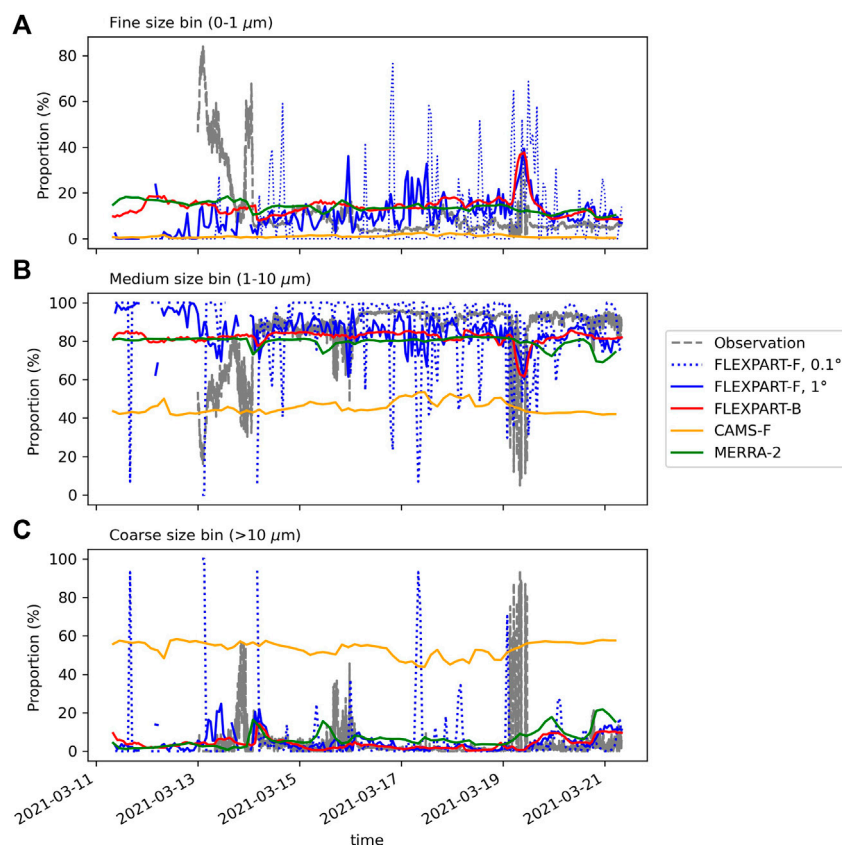 A
Fine size bin (0-1 μm)
Proportion (%)
80
60
40
20
0
B
Medium size bin (1-10 μm)
Proportion (%)
100
80
60
40
20
0
Observation
FLEXPART-F, 0.1°
FLEXPART-F, 1°
FLEXPART-B
CAMS-F
MERRA-2
C
Coarse size bin (>10 μm)
Proportion (%)
100
80
60
40
20
0
2021-03-11
2021-03-13
2021-03-15
2021-03-17
2021-03-19
2021-03-21
time